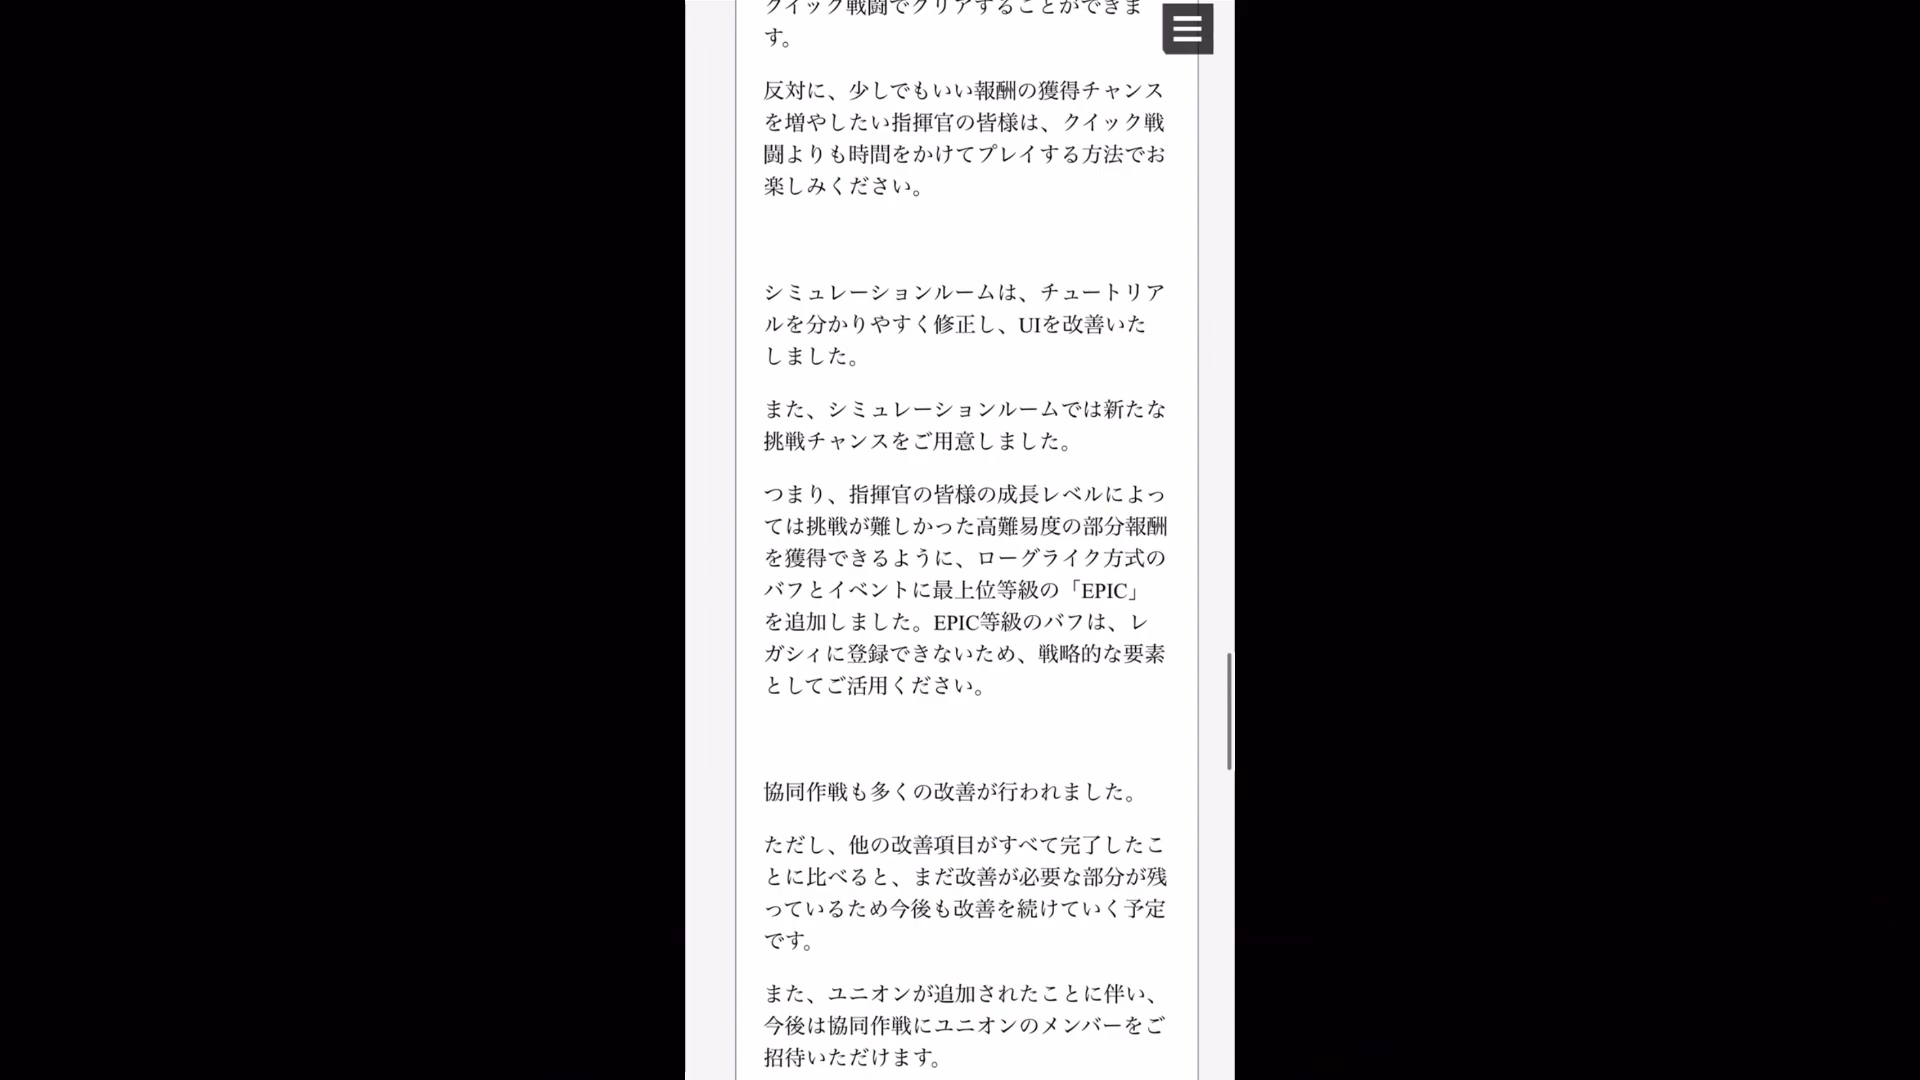 クイック戦闘でクリアすることができま
す。
反対に、少しでもいい報酬の獲得チャンス
を増やしたい指揮官の皆様は、クイック戦
闘よりも時間をかけてプレイする方法でお
楽しみください。
シミュレーションルームは、チュートリア
ルを分かりやすく修正し、UIを改善いた
しました。
また、シミュレーションルームでは新たな
挑戦チャンスをご用意しました。
つまり、指揮官の皆様の成長レベルによっ
ては挑戦が難しかった高難易度の部分報酬
を獲得できるように、ローグライク方式の
バフとイベントに最上位等級の「EPIC」
を追加しました。EPIC等級のバフは、レ
ガシィに登録できないため、戦略的な要素
としてご活用ください。
協同作戦も多くの改善が行われました。
ただし、他の改善項目がすべて完了したこ
とに比べると、まだ改善が必要な部分が残
っているため今後も改善を続けていく予定
です。
また、ユニオンが追加されたことに伴い、
今後は協同作戦にユニオンのメンバーをご
招待いただけます。